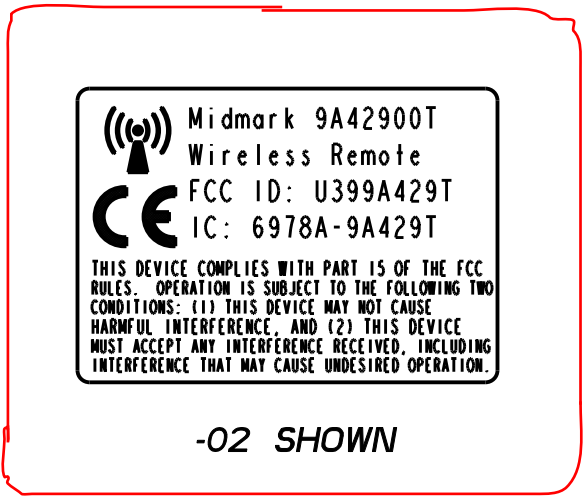 Midmark 9A42900T
Wireless Remote
FCC ID: U399A429T
CE
IC: 6978A-9A429T
THIS DEVICE COMPLIES WITH PART 15 OF THE FCC
RULES. OPERATION IS SUBJECT TO THE FOLLOWING TWO
CONDITIONS: (1) THIS DEVICE MAY NOT CAUSE
HARMFUL INTERFERENCE, AND (2) THIS DEVICE
MUST ACCEPT ANY INTERFERENCE RECEIVED, INCLUDING
INTERFERENCE THAT MAY CAUSE UNDESIRED OPERATION.
-02 SHOWN